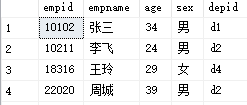 empid empname age sex depid
1 10102 张三 34 男 d1
2 10211 李飞 24 男 d2
3 18316 王玲 29 女 d4
4 22020 周城 39 男 d2